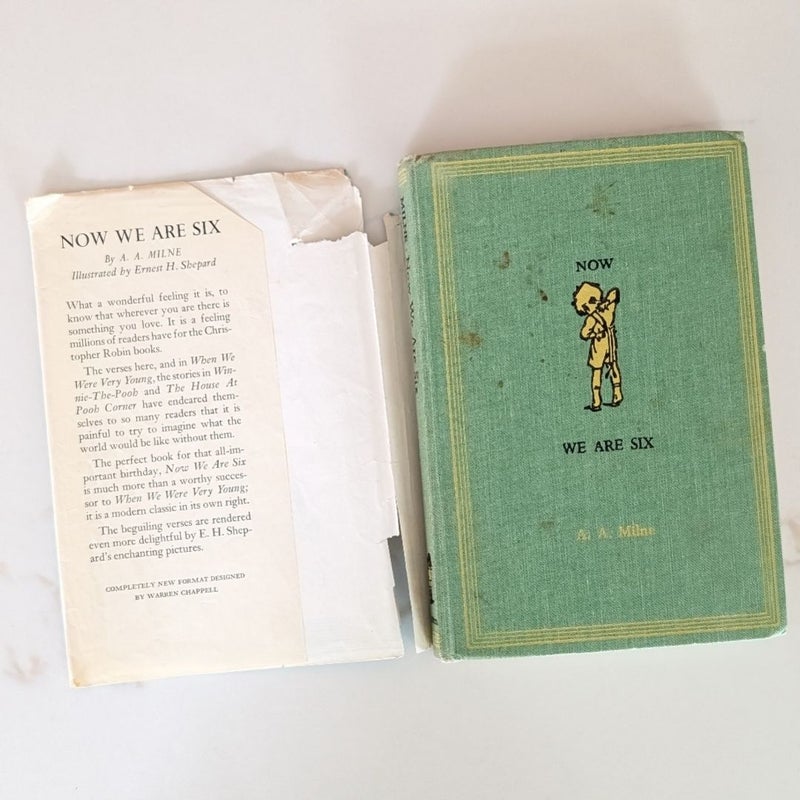 NOW WE ARE SIX
By A. A. MILNE
Illustrated by Ernest H. Shepard
What a wonderful feeling it is, to
know that wherever you are there is
something you love. It is a feeling
millions of readers have for the Chris-
topher Robin books.
The verses here, and in When We
Were Very Young, the stories in Win-
nie-The-Pooh and The House At
Pooh Corner have endeared them-
selves to so many readers that it is
painful to try to imagine what the
world would be like without them.
The perfect book for that all-im-
portant birthday, Now We Are Six
is much more than a worthy succes-
sor to When We Were Very Young;
it is a modern classic in its own right.
The beguiling verses are rendered
even more delightful by E. H. Shep-
ard's enchanting pictures.
COMPLETELY NEW FORMAT DESIGNED
BY WARREN CHAPPELL
MILNE NOW WE ARE SIX
NOW
WE ARE SIX
A. A. Milne